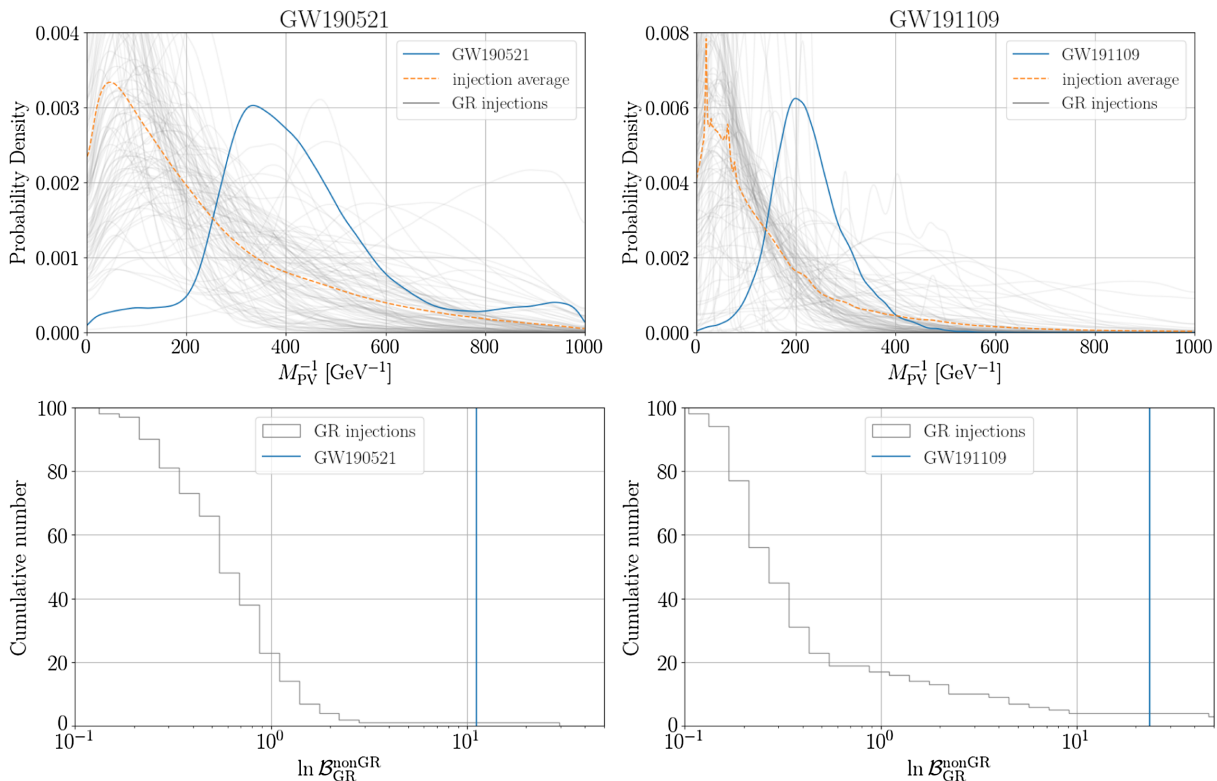 GW190521
0.004
0.003
0.002
0.001
0.000
Probability Density
GW190521
injection average
GR injections
0 200 400 600 800 1000
M_PV^−1 [GeV^−1]
GW191109
0.008
0.006
0.004
0.002
0.000
Probability Density
GW191109
injection average
GR injections
0 200 400 600 800 1000
M_PV^−1 [GeV^−1]
100
80
60
40
20
0
Cumulative number
GR injections
GW190521
10^−1 10^0 10^1
ln B_GR^nonGR
100
80
60
40
20
0
Cumulative number
GR injections
GW191109
10^−1 10^0 10^1
ln B_GR^nonGR